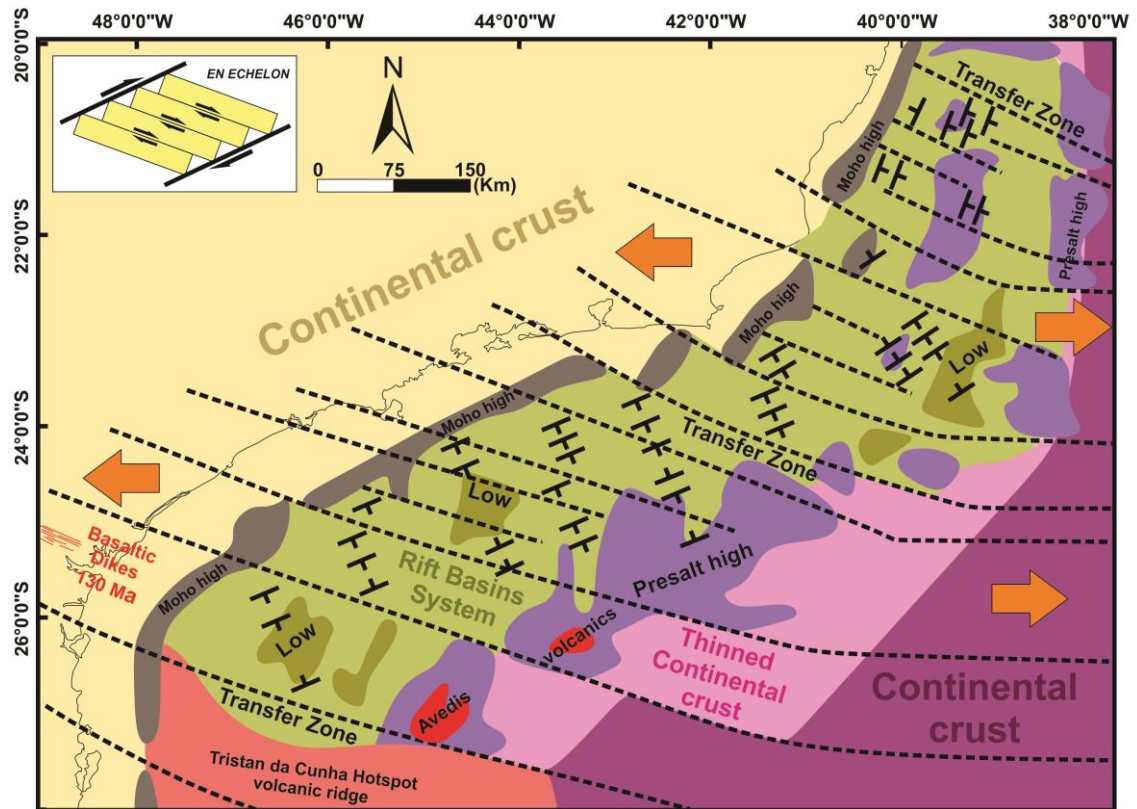 48°0'0"W
46°0'0"W
44°0'0"W
42°0'0"W
40°0'0"W
38°0'0"W
20°0'0"S
22°0'0"S
24°0'0"S
26°0'0"S
EN ECHELON
N
0
75
150
(Km)
Transfer Zone
Moho high
Presalt high
Continental crust
Moho high
Low
Moho high
Transfer Zone
Low
Basaltic
Dikes
130 Ma
Moho high
Rift Basins
System
Presalt high
Low
volcanics
Thinned
Continental
crust
Continental
crust
Avedis
Transfer Zone
Tristan da Cunha Hotspot
volcanic ridge